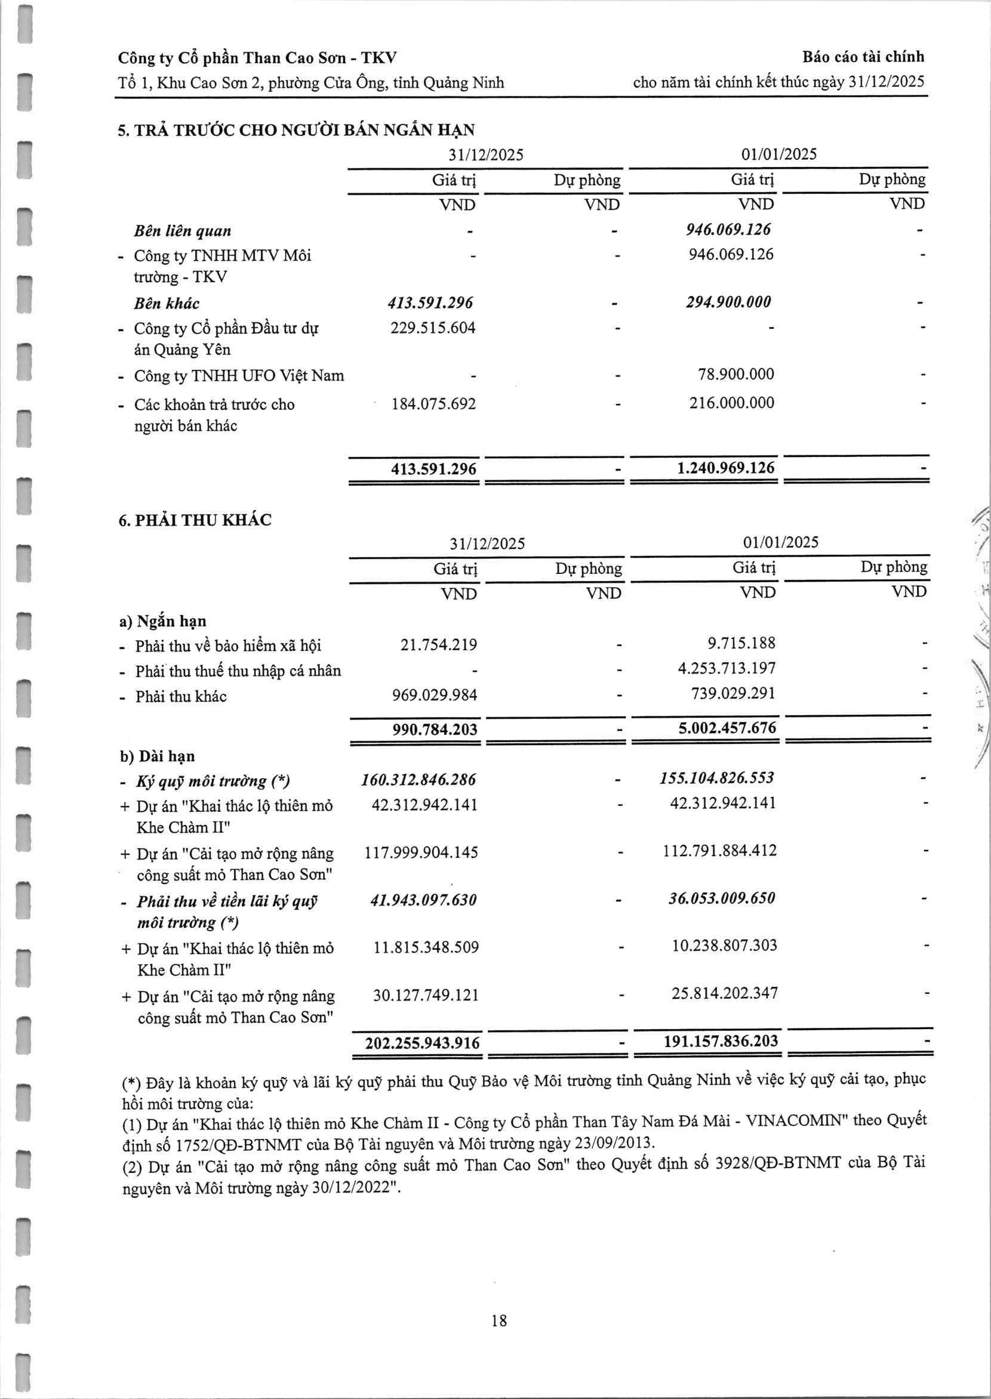 Công ty Cổ phần Than Cao Sơn - TKV Báo cáo tài chính
Tổ 1, Khu Cao Sơn 2, phường Cửa Ông, tỉnh Quảng Ninh cho năm tài chính kết thúc ngày 31/12/2025
5. TRẢ TRƯỚC CHO NGƯỜI BÁN NGẮN HẠN
31/12/2025 01/01/2025
Giá trị Dự phòng Giá trị Dự phòng
VND VND VND VND
Bên liên quan - - 946.069.126 -
- Công ty TNHH MTV Môi - - 946.069.126 -
trường - TKV
Bên khác 413.591.296 - 294.900.000 -
- Công ty Cổ phần Đầu tư dự 229.515.604 - - -
án Quảng Yên
- Công ty TNHH UFO Việt Nam - - 78.900.000 -
- Các khoản trả trước cho 184.075.692 - 216.000.000 -
người bán khác
413.591.296 - 1.240.969.126 -
6. PHẢI THU KHÁC
31/12/2025 01/01/2025
Giá trị Dự phòng Giá trị Dự phòng
VND VND VND VND
a) Ngắn hạn
- Phải thu về bảo hiểm xã hội 21.754.219 - 9.715.188 -
- Phải thu thuế thu nhập cá nhân - - 4.253.713.197 -
- Phải thu khác 969.029.984 - 739.029.291 -
990.784.203 - 5.002.457.676 -
b) Dài hạn
- Ký quỹ môi trường (*) 160.312.846.286 - 155.104.826.553 -
+ Dự án "Khai thác lộ thiên mỏ 42.312.942.141 - 42.312.942.141 -
Khe Chàm II"
+ Dự án "Cải tạo mở rộng nâng 117.999.904.145 - 112.791.884.412 -
công suất mỏ Than Cao Sơn"
- Phải thu về tiền lãi ký quỹ 41.943.097.630 - 36.053.009.650 -
môi trường (*)
+ Dự án "Khai thác lộ thiên mỏ 11.815.348.509 - 10.238.807.303 -
Khe Chàm II"
+ Dự án "Cải tạo mở rộng nâng 30.127.749.121 - 25.814.202.347 -
công suất mỏ Than Cao Sơn"
202.255.943.916 - 191.157.836.203 -
(*) Đây là khoản ký quỹ và lãi ký quỹ phải thu Quỹ Bảo vệ Môi trường tỉnh Quảng Ninh về việc ký quỹ cải tạo, phục
hồi môi trường của:
(1) Dự án "Khai thác lộ thiên mỏ Khe Chàm II - Công ty Cổ phần Than Tây Nam Đá Mài - VINACOMIN" theo Quyết
định số 1752/QĐ-BTNMT của Bộ Tài nguyên và Môi trường ngày 23/09/2013.
(2) Dự án "Cải tạo mở rộng nâng công suất mỏ Than Cao Sơn" theo Quyết định số 3928/QĐ-BTNMT của Bộ Tài
nguyên và Môi trường ngày 30/12/2022".
18